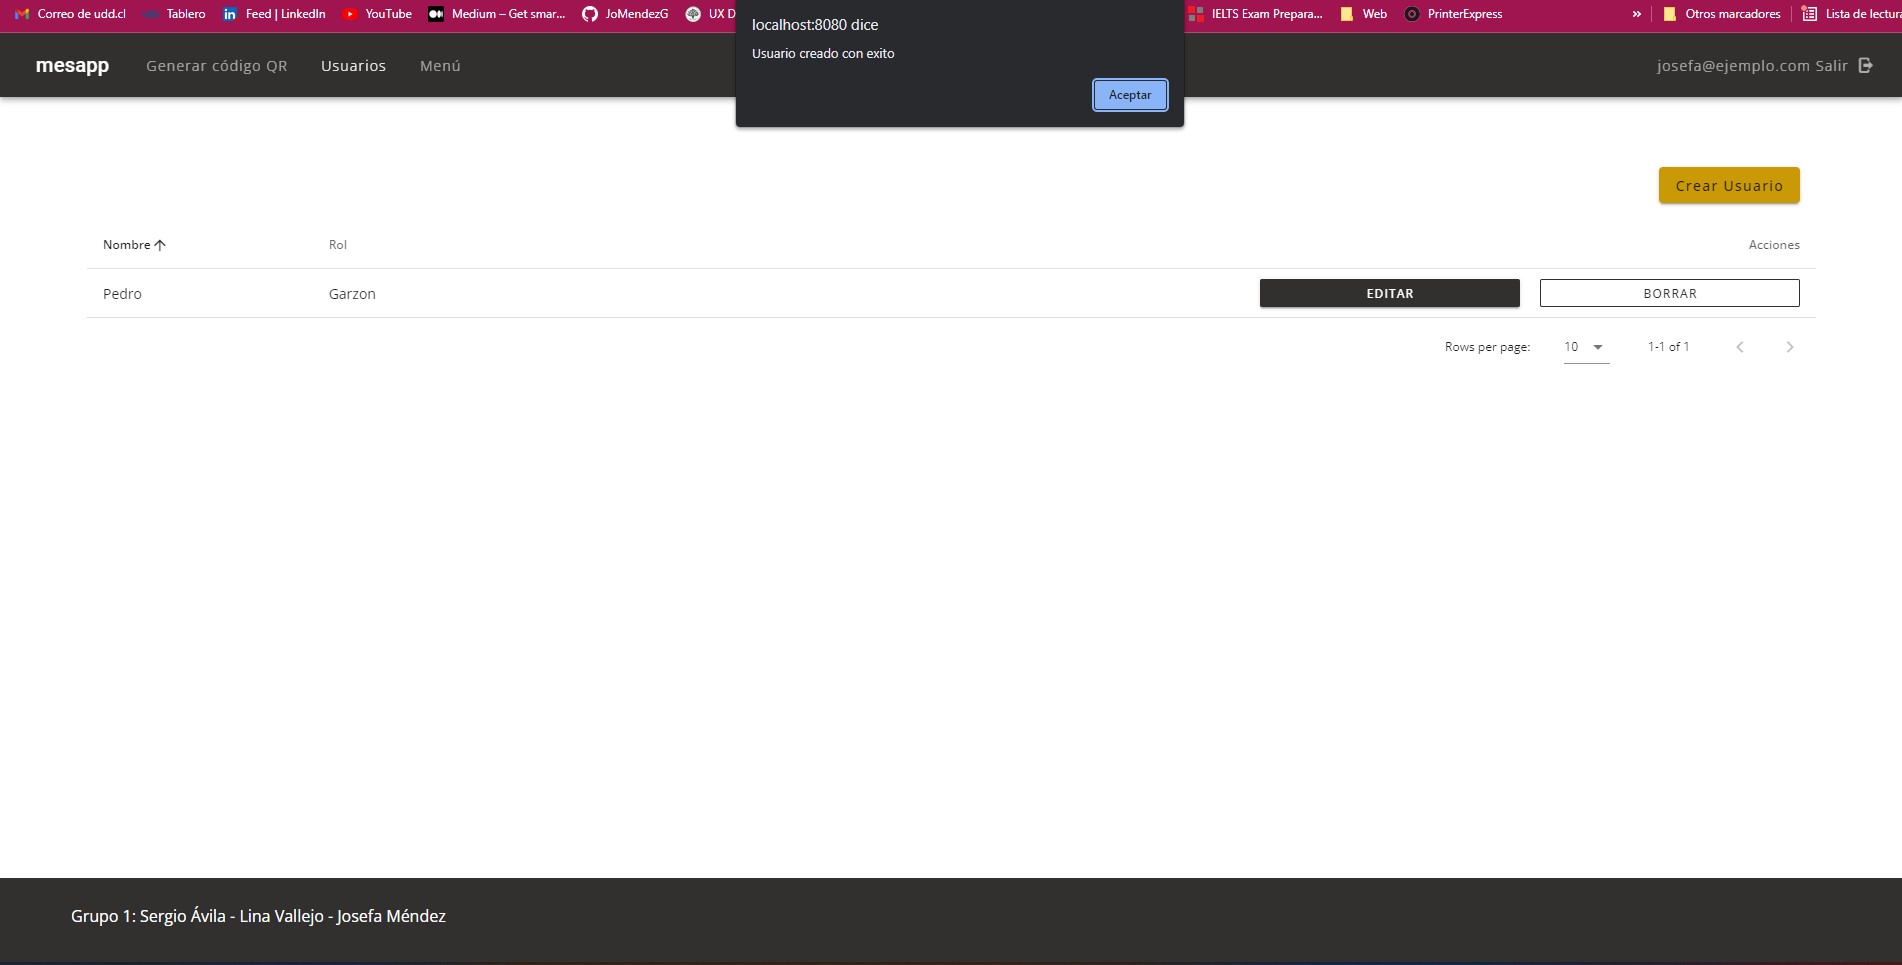 Correo de udd.cl Tablero Feed | LinkedIn YouTube Medium – Get smar... JoMendezG UX D IELTS Exam Prepara... Web PrinterExpress » Otros marcadores Lista de lectura
localhost:8080 dice
Usuario creado con exito
Aceptar
mesapp Generar código QR Usuarios Menú josefa@ejemplo.com Salir
Crear Usuario
Nombre Rol Acciones
Pedro Garzon EDITAR BORRAR
Rows per page: 10 1-1 of 1
Grupo 1: Sergio Ávila - Lina Vallejo - Josefa Méndez